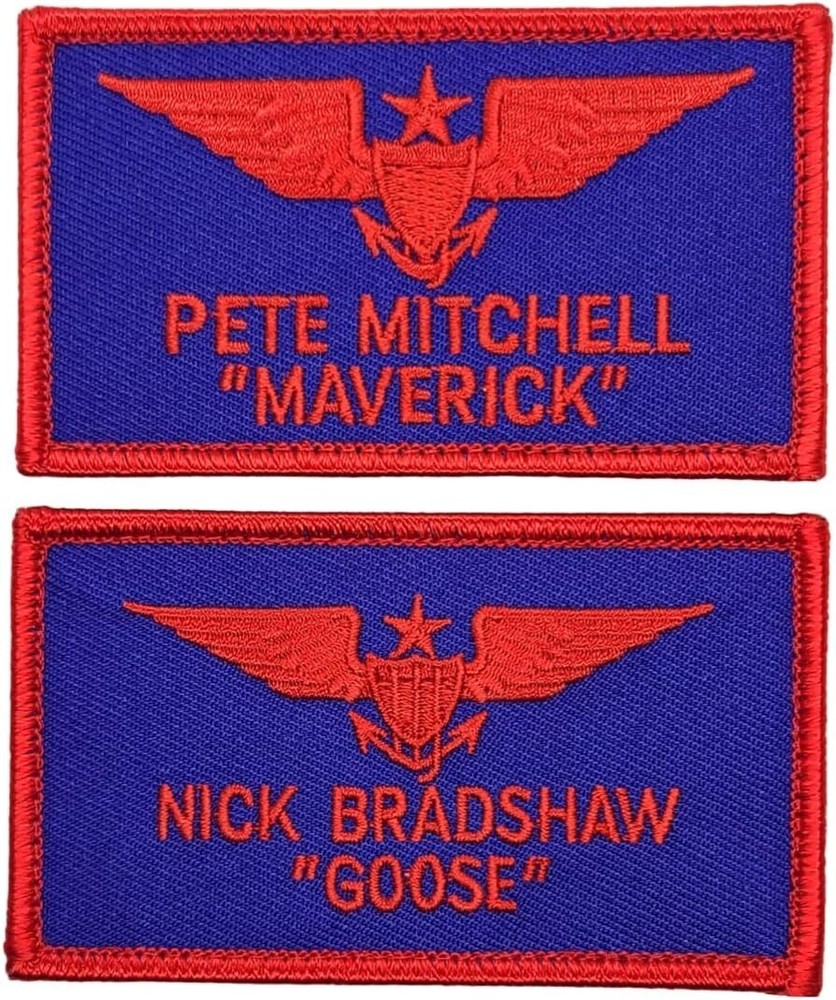 PETE MITCHELL
"MAVERICK"
NICK BRADSHAW
"GOOSE"